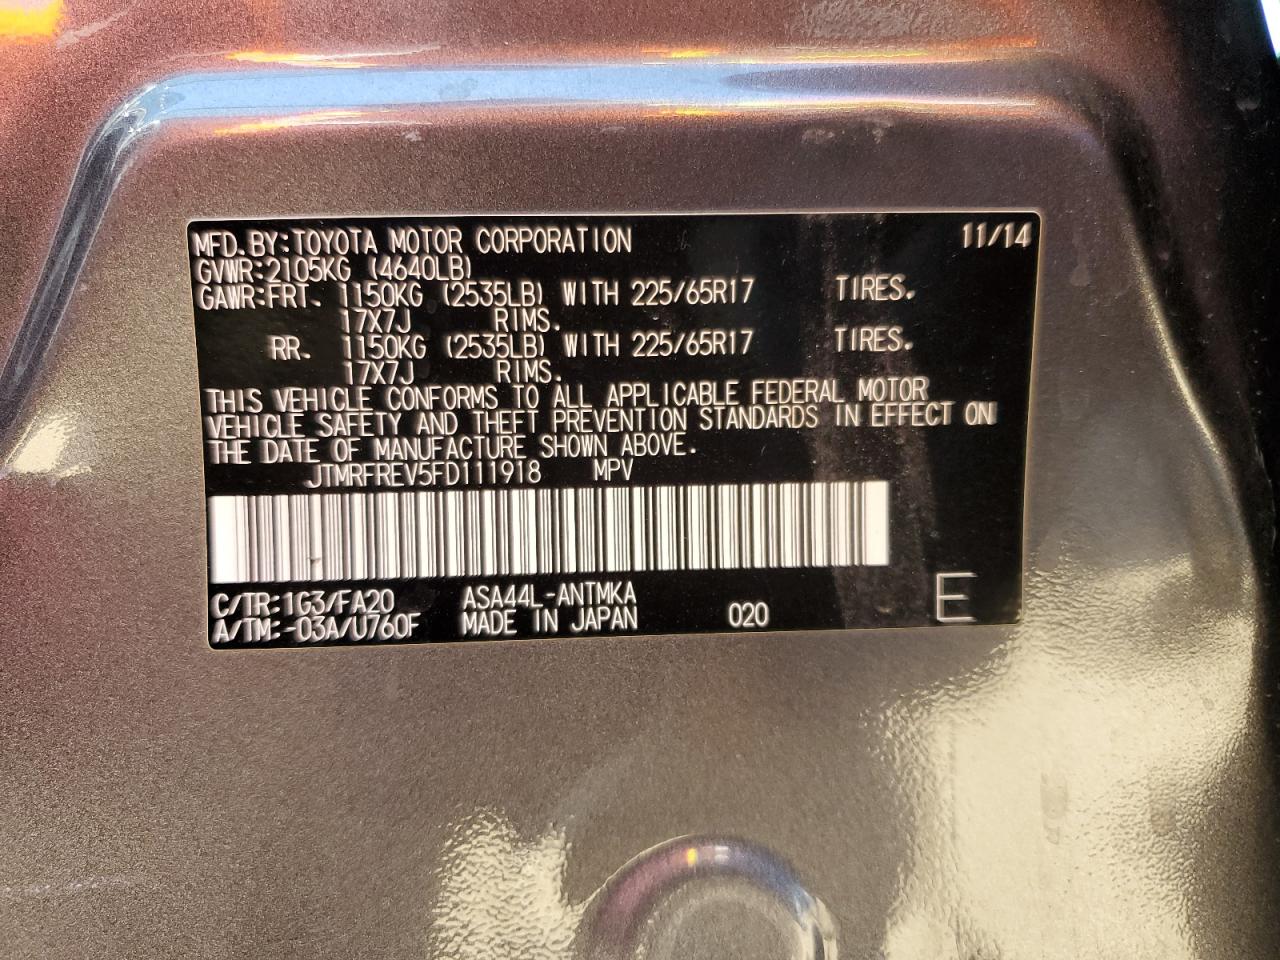 MFD.BY:TOYOTA MOTOR CORPORATION 11/14
GVWR:2105KG (4640LB)
GAWR:FRT. 1150KG (2535LB) WITH 225/65R17 TIRES.
17X7J RIMS.
RR. 1150KG (2535LB) WITH 225/65R17 TIRES.
17X7J RIMS.
THIS VEHICLE CONFORMS TO ALL APPLICABLE FEDERAL MOTOR
VEHICLE SAFETY AND THEFT PREVENTION STANDARDS IN EFFECT ON
THE DATE OF MANUFACTURE SHOWN ABOVE.
JTMRFREV5FD111918 MPV
C/TR:1G3/FA20 ASA44L-ANTMKA
A/TM:-03A/U760F MADE IN JAPAN 020 E